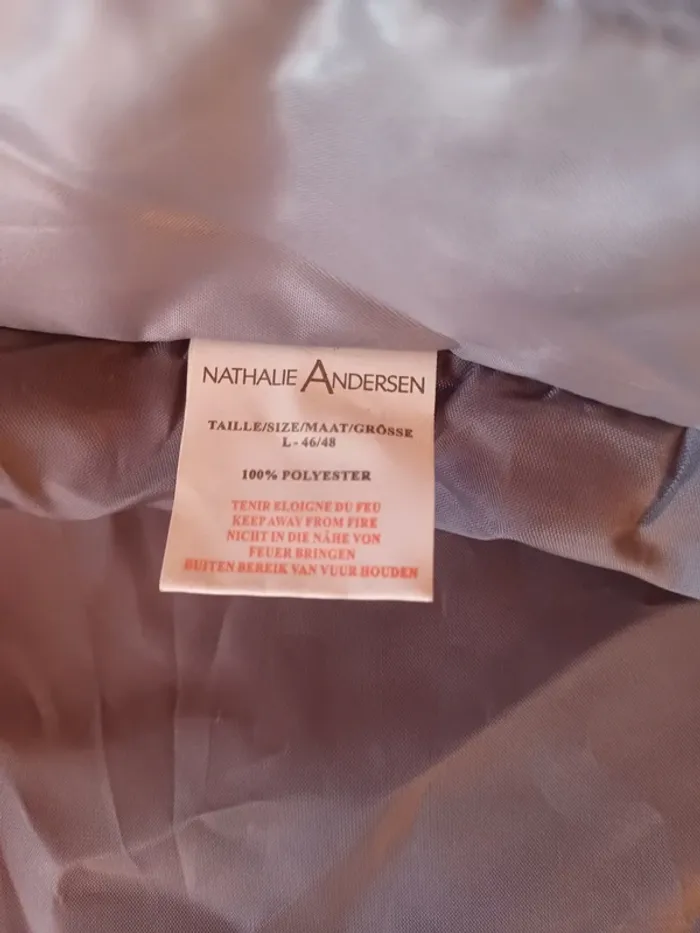 NATHALIE ANDERSEN
TAILLE/SIZE/MAAT/GRÖSSE
L - 46/48
100% POLYESTER
TENIR ELOIGNE DU FEU
KEEP AWAY FROM FIRE
NICHT IN DIE NÄHE VON
FEUER BRINGEN
BUITEN BEREIK VAN VUUR HOUDEN